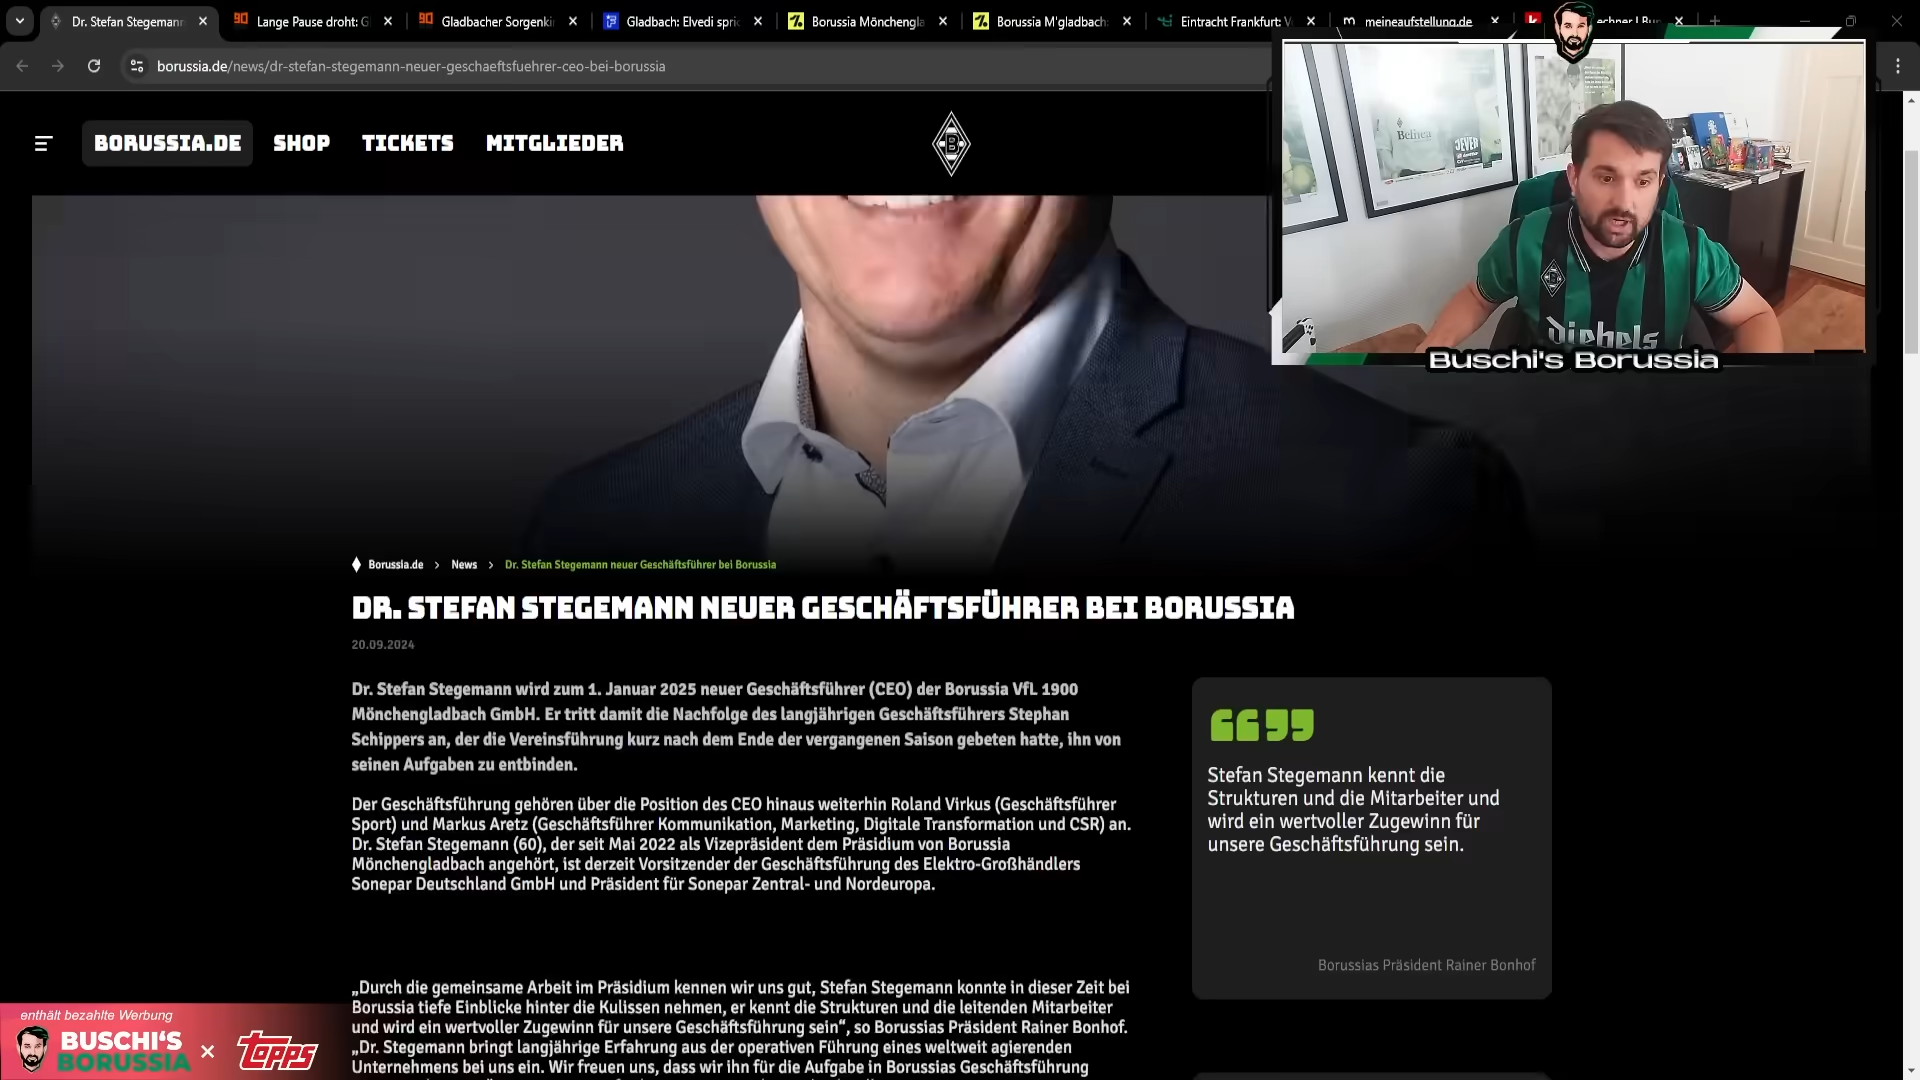 Dr. Stefan Stegemann
Lange Pause droht: G
Gladbacher Sorgenki
Gladbach: Elvedi spric
Borussia Möncheng
Borussia M'gladbach:
Eintracht Frankfurt: V
meineaufstellung.de
borussia.de/news/dr-stefan-stegemann-neuer-geschaeftsfuehrer-ceo-bei-borussia
BORUSSIA.DE SHOP TICKETS MITGLIEDER
Belinea
JEVER
diebels
Buschi's Borussia
Borussia.de > News > Dr. Stefan Stegemann neuer Geschäftsführer bei Borussia
DR. STEFAN STEGEMANN NEUER GESCHÄFTSFÜHRER BEI BORUSSIA
20.09.2024
Dr. Stefan Stegemann wird zum 1. Januar 2025 neuer Geschäftsführer (CEO) der Borussia VfL 1900
Mönchengladbach GmbH. Er tritt damit die Nachfolge des langjährigen Geschäftsführers Stephan
Schippers an, der die Vereinsführung kurz nach dem Ende der vergangenen Saison gebeten hatte, ihn von
seinen Aufgaben zu entbinden.
Der Geschäftsführung gehören über die Position des CEO hinaus weiterhin Roland Virkus (Geschäftsführer
Sport) und Markus Aretz (Geschäftsführer Kommunikation, Marketing, Digitale Transformation und CSR) an.
Dr. Stefan Stegemann (60), der seit Mai 2022 als Vizepräsident dem Präsidium von Borussia
Mönchengladbach angehört, ist derzeit Vorsitzender der Geschäftsführung des Elektro-Großhändlers
Sonepar Deutschland GmbH und Präsident für Sonepar Zentral- und Nordeuropa.
„Durch die gemeinsame Arbeit im Präsidium kennen wir uns gut, Stefan Stegemann konnte in dieser Zeit bei
Borussia tiefe Einblicke hinter die Kulissen nehmen, er kennt die Strukturen und die leitenden Mitarbeiter
und wird ein wertvoller Zugewinn für unsere Geschäftsführung sein“, so Borussias Präsident Rainer Bonhof.
„Dr. Stegemann bringt langjährige Erfahrung aus der operativen Führung eines weltweit agierenden
Unternehmens bei uns ein. Wir freuen uns, dass wir ihn für die Aufgabe in Borussias Geschäftsführung
Stefan Stegemann kennt die
Strukturen und die Mitarbeiter und
wird ein wertvoller Zugewinn für
unsere Geschäftsführung sein.
Borussias Präsident Rainer Bonhof
enthält bezahlte Werbung
BUSCHI'S
BORUSSIA
×
topps